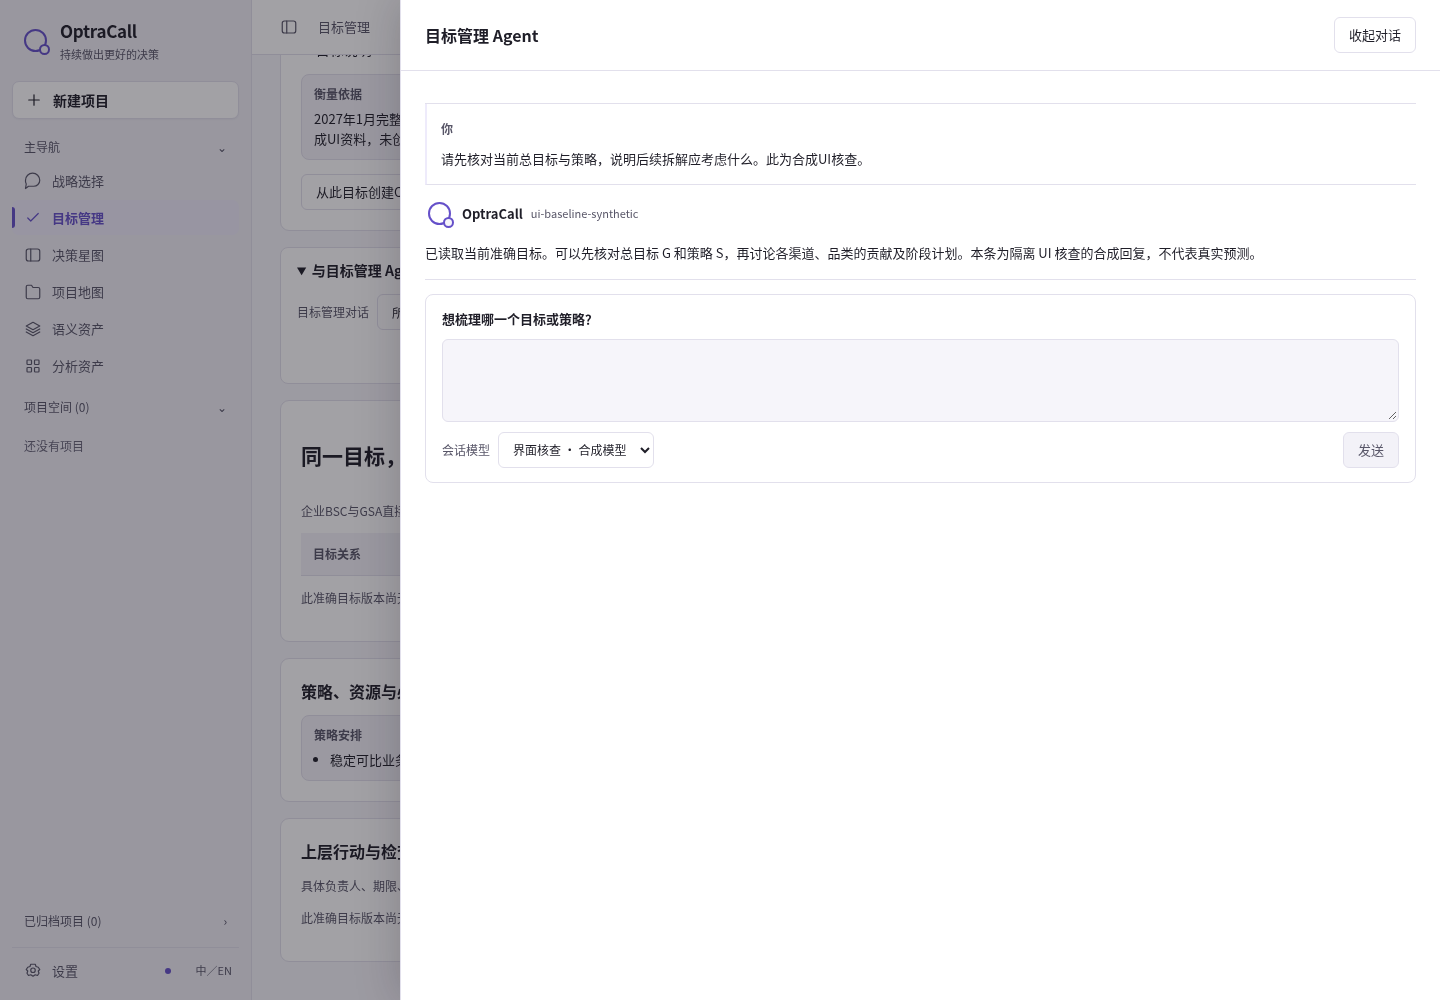 OptraCall
持续做出更好的决策
新建项目
主导航
战略选择
目标管理
决策星图
项目地图
语义资产
分析资产
项目空间 (0)
还没有项目
已归档项目 (0)
设置
中／EN
目标管理
衡量依据
2027年1月完整
成UI资料，未创
从此目标创建
与目标管理 Ag
目标管理对话
所
同一目标，
企业BSC与GSA直接
目标关系
此准确目标版本尚
策略、资源与
策略安排
稳定可比业务
上层行动与检查
具体负责人、期限、
此准确目标版本尚
目标管理 Agent
收起对话
你
请先核对当前总目标与策略，说明后续拆解应考虑什么。此为合成UI核查。
OptraCall ui-baseline-synthetic
已读取当前准确目标。可以先核对总目标 G 和策略 S，再讨论各渠道、品类的贡献及阶段计划。本条为隔离 UI 核查的合成回复，不代表真实预测。
想梳理哪一个目标或策略？
会话模型
界面核查 · 合成模型
发送